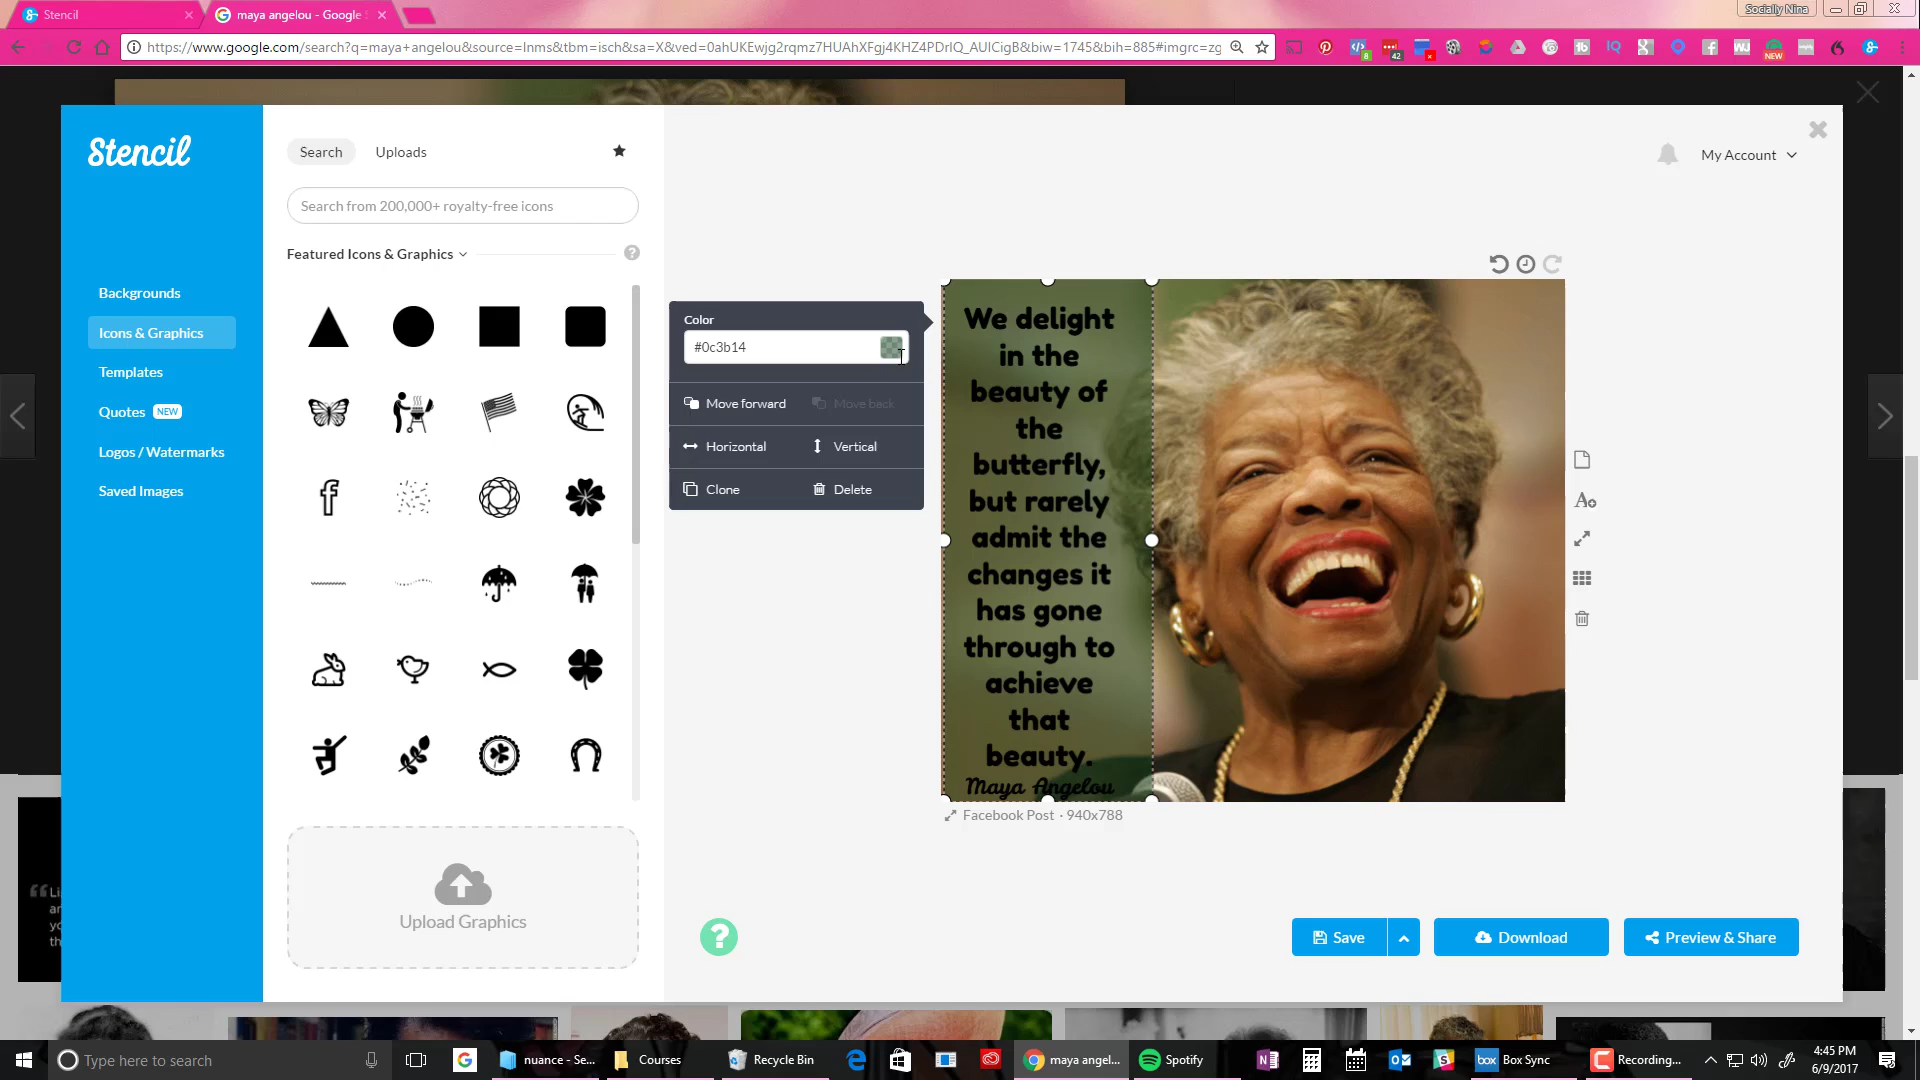 Stencil
maya angelou - Google
Socially Nina
https://www.google.com/search?q=maya+angelou&source=lnms&tbm=isch&sa=X&ved=0ahUKEwjg2rqmz7HUAhXFgj4KHZ4PDrIQ_AUICigB&biw=1745&bih=885#imgrc=zg
8
42
IQ
NEW
Stencil
Search
Uploads
My Account
Search from 200,000+ royalty-free icons
Featured Icons & Graphics
?
Backgrounds
Icons & Graphics
Templates
Quotes NEW
Logos / Watermarks
Saved Images
Color
#0c3b14
Move forward
Move back
Horizontal
Vertical
Clone
Delete
We delight
in the
beauty of
the
butterfly,
but rarely
admit the
changes it
has gone
through to
achieve
that
beauty.
Maya Angelou
Facebook Post · 940x788
Upload Graphics
?
Save
Download
Preview & Share
Type here to search
nuance - Se...
Courses
Recycle Bin
maya angel...
Spotify
box
Box Sync
Recording...
4:45 PM
6/9/2017